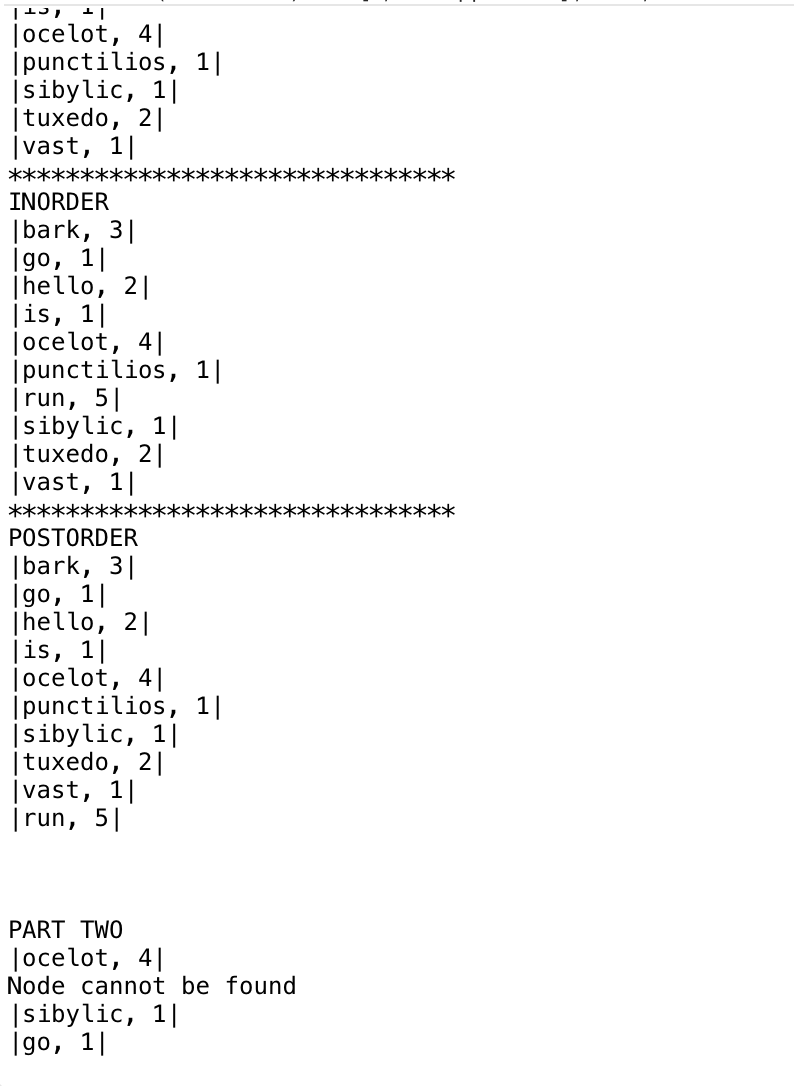 |is, 1|
|ocelot, 4|
|punctilios, 1|
|sibylic, 1|
|tuxedo, 2|
|vast, 1|
*******************************
INORDER
|bark, 3|
|go, 1|
|hello, 2|
|is, 1|
|ocelot, 4|
|punctilios, 1|
|run, 5|
|sibylic, 1|
|tuxedo, 2|
|vast, 1|
*******************************
POSTORDER
|bark, 3|
|go, 1|
|hello, 2|
|is, 1|
|ocelot, 4|
|punctilios, 1|
|sibylic, 1|
|tuxedo, 2|
|vast, 1|
|run, 5|
PART TWO
|ocelot, 4|
Node cannot be found
|sibylic, 1|
|go, 1|